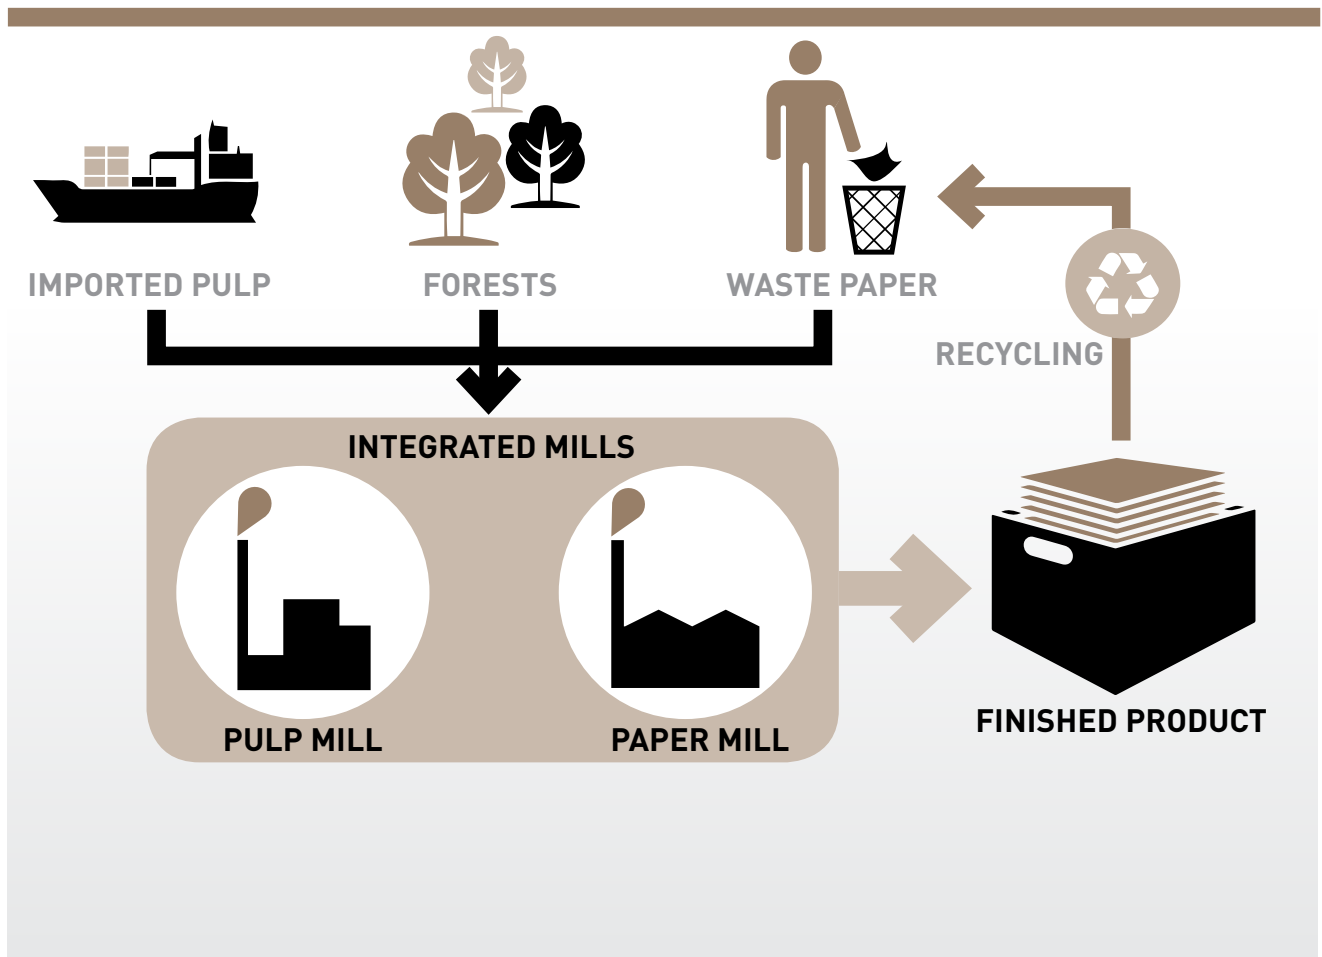 IMPORTED PULP
FORESTS
WASTE PAPER
RECYCLING
INTEGRATED MILLS
PULP MILL
PAPER MILL
FINISHED PRODUCT